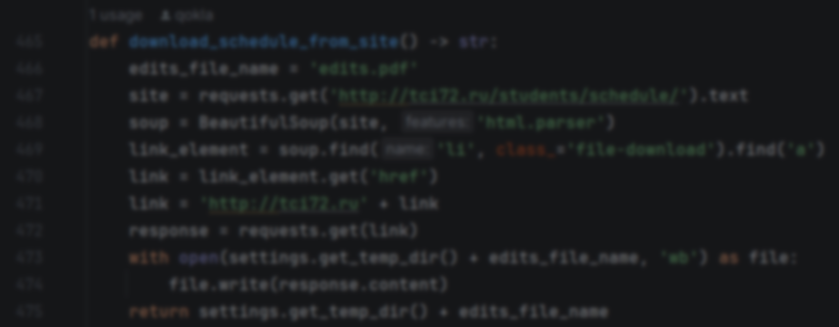 1 usage qokla
465 def download_schedule_from_site() -> str:
466 edits_file_name = 'edits.pdf'
467 site = requests.get('http://tci72.ru/students/schedule/').text
468 soup = BeautifulSoup(site, features: 'html.parser')
469 link_element = soup.find( name: 'li', class_='file-download').find('a')
470 link = link_element.get('href')
471 link = 'http://tci72.ru' + link
472 response = requests.get(link)
473 with open(settings.get_temp_dir() + edits_file_name, 'wb') as file:
474 file.write(response.content)
475 return settings.get_temp_dir() + edits_file_name